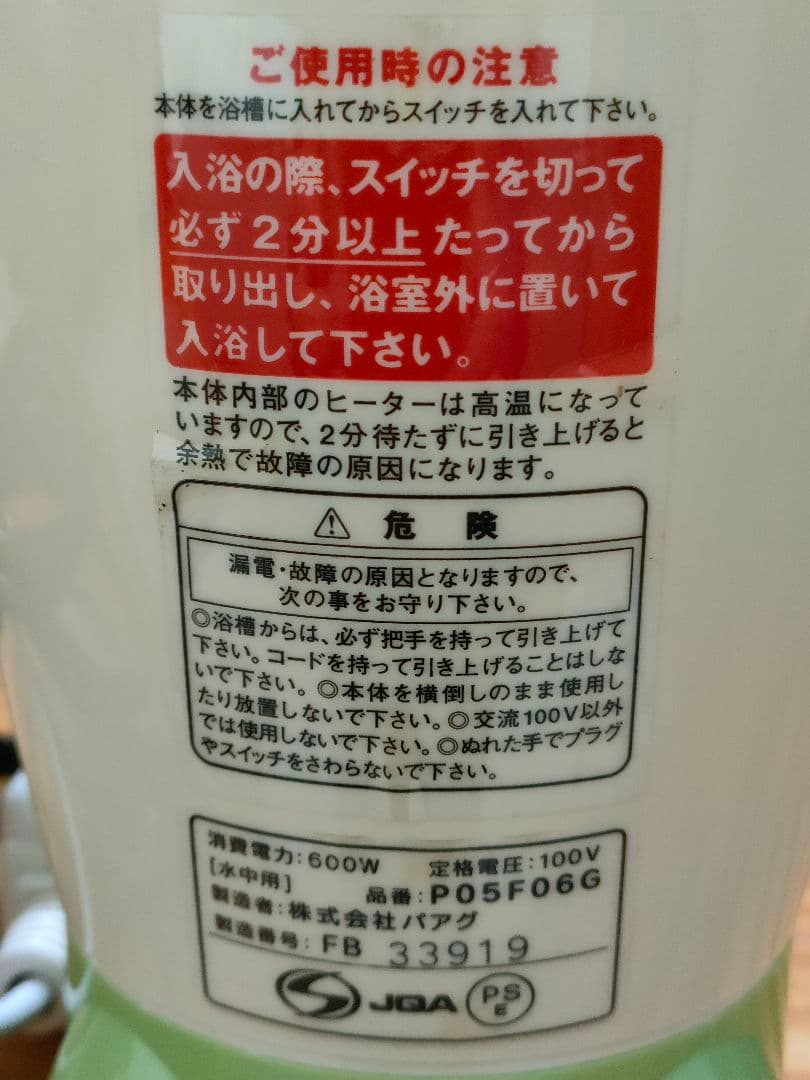 ご使用時の注意
本体を浴槽に入れてからスイッチを入れて下さい。
入浴の際、スイッチを切って
必ず2分以上たってから
取り出し、浴室外に置いて
入浴して下さい。
本体内部のヒーターは高温になって
いますので、2分待たずに引き上げると
余熱で故障の原因になります。
⚠ 危 険
漏電・故障の原因となりますので、
次の事をお守り下さい。
◎浴槽からは、必ず把手を持って引き上げて
下さい。コードを持って引き上げることはしな
いで下さい。◎本体を横倒しのまま使用し
たり放置しないで下さい。◎交流100V以外
では使用しないで下さい。◎ぬれた手でプラグ
やスイッチをさわらないで下さい。
消費電力:600W 定格電圧:100V
[水中用] 品番:P05F06G
製造者:株式会社パアグ
製造番号:FB 33919
JQA PSE